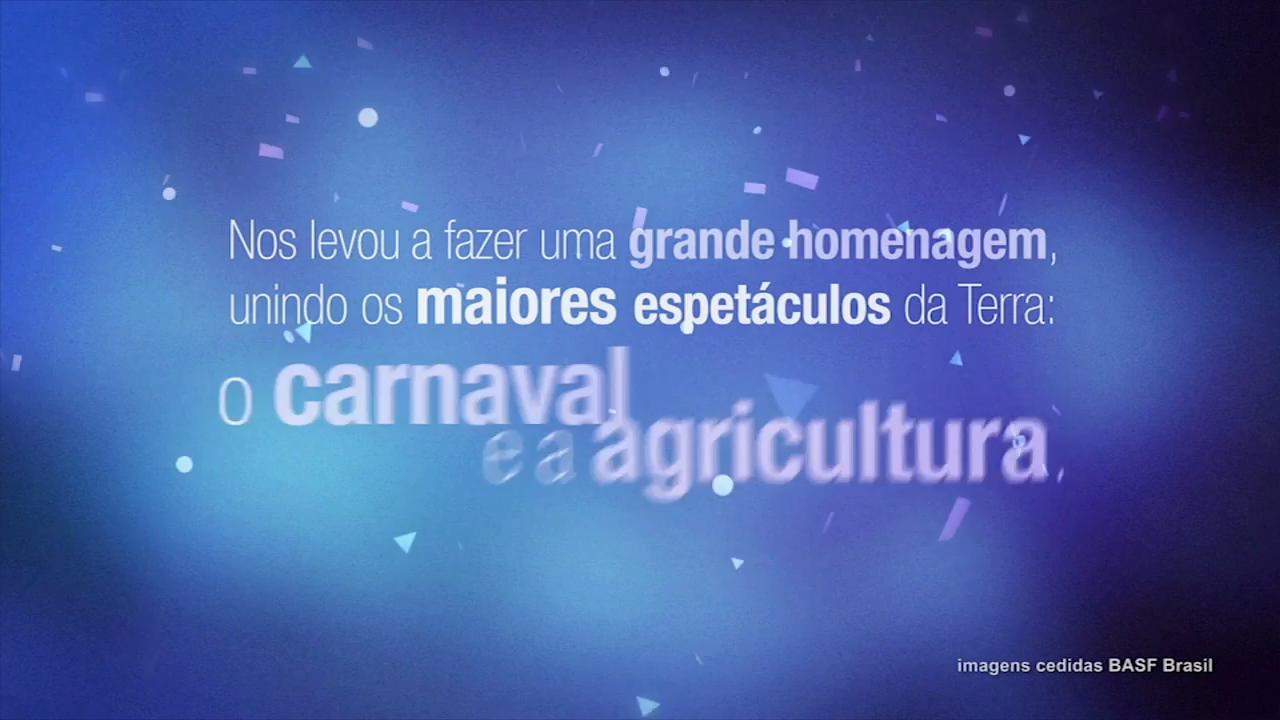 Nos levou a fazer uma grande homenagem,
unindo os maiores espetáculos da Terra:
o carnaval
e a agricultura.
imagens cedidas BASF Brasil